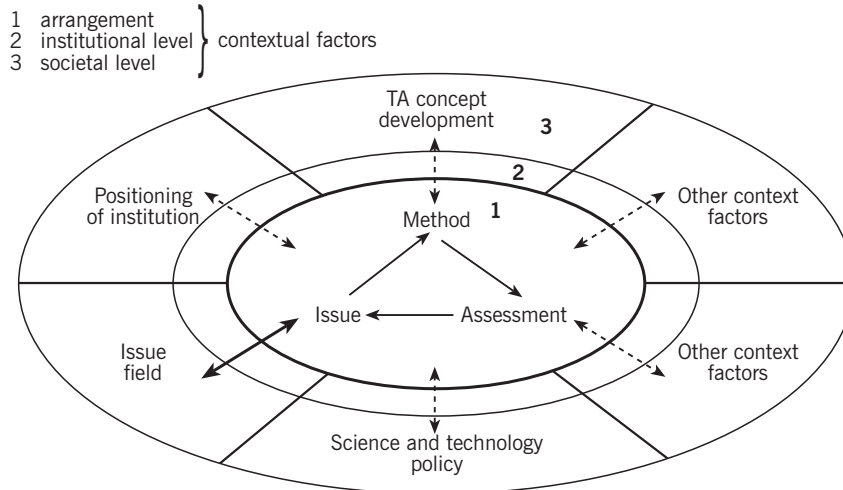 1 arrangement
2 institutional level
3 societal level
contextual factors
TA concept
development
3
2
Positioning
of institution
Other context
factors
1
Method
Issue
Assessment
Issue
field
Other context
factors
Science and technology
policy